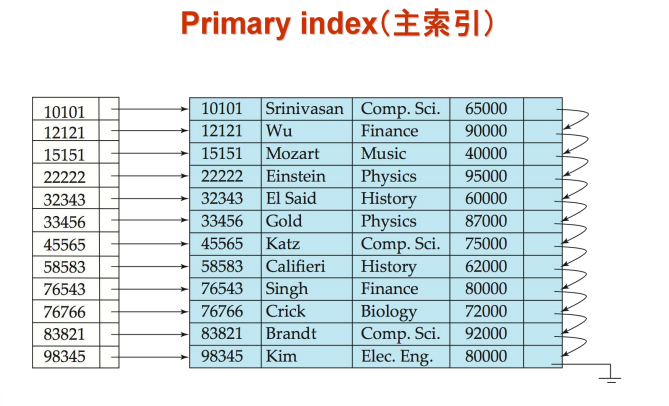 Primary index(主索引)
10101 10101 Srinivasan Comp. Sci. 65000
12121 12121 Wu Finance 90000
15151 15151 Mozart Music 40000
22222 22222 Einstein Physics 95000
32343 32343 El Said History 60000
33456 33456 Gold Physics 87000
45565 45565 Katz Comp. Sci. 75000
58583 58583 Califieri History 62000
76543 76543 Singh Finance 80000
76766 76766 Crick Biology 72000
83821 83821 Brandt Comp. Sci. 92000
98345 98345 Kim Elec. Eng. 80000